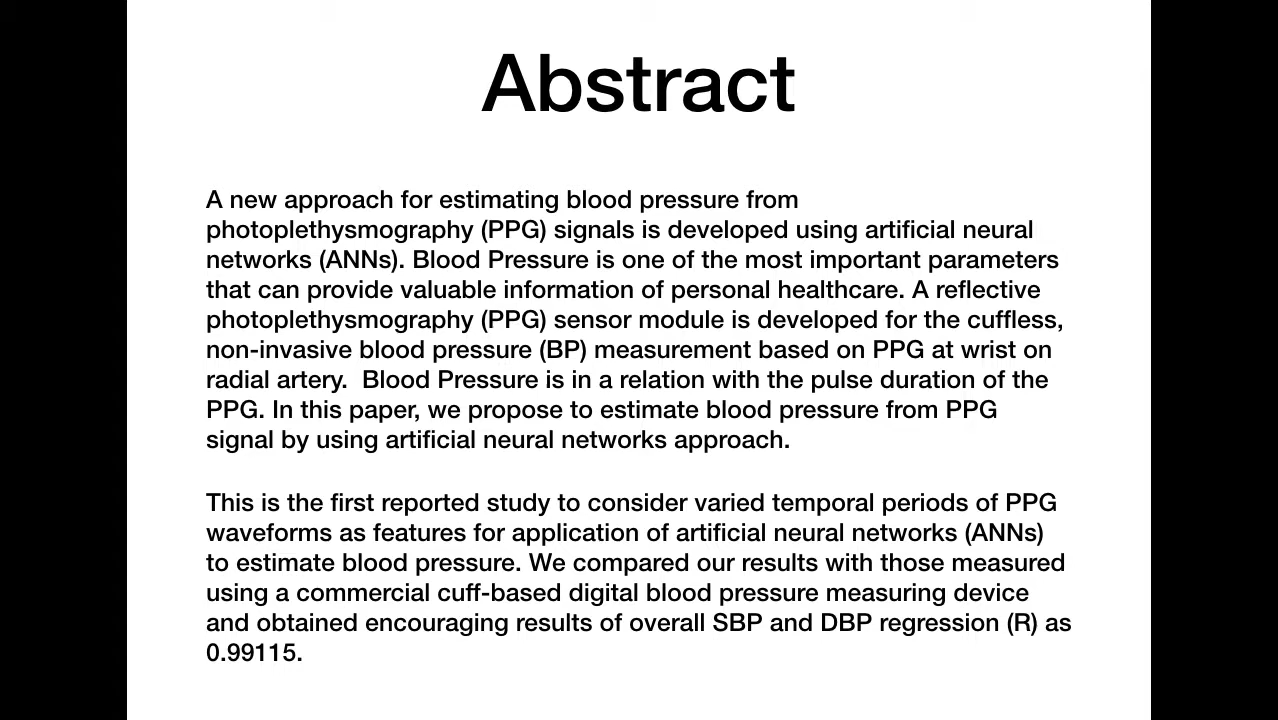 Abstract
A new approach for estimating blood pressure from
photoplethysmography (PPG) signals is developed using artificial neural
networks (ANNs). Blood Pressure is one of the most important parameters
that can provide valuable information of personal healthcare. A reflective
photoplethysmography (PPG) sensor module is developed for the cuffless,
non-invasive blood pressure (BP) measurement based on PPG at wrist on
radial artery.  Blood Pressure is in a relation with the pulse duration of the
PPG. In this paper, we propose to estimate blood pressure from PPG
signal by using artificial neural networks approach.
This is the first reported study to consider varied temporal periods of PPG
waveforms as features for application of artificial neural networks (ANNs)
to estimate blood pressure. We compared our results with those measured
using a commercial cuff-based digital blood pressure measuring device
and obtained encouraging results of overall SBP and DBP regression (R) as
0.99115.